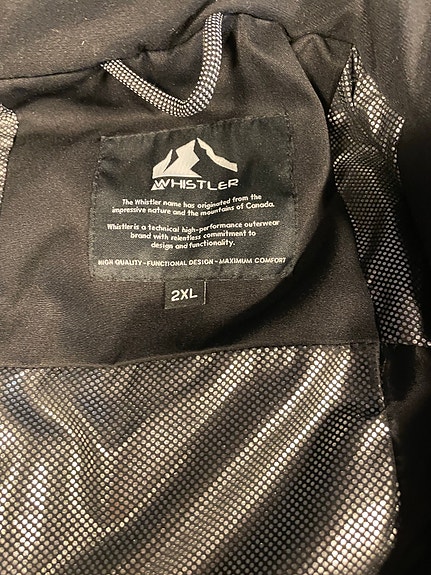 WHISTLER
The Whistler name has originated from the
impressive nature and the mountains of Canada.
Whistler is a technical high-performance outerwear
brand with relentless commitment to
design and functionality.
HIGH QUALITY-FUNCTIONAL DESIGN-MAXIMUM COMFORT
2XL